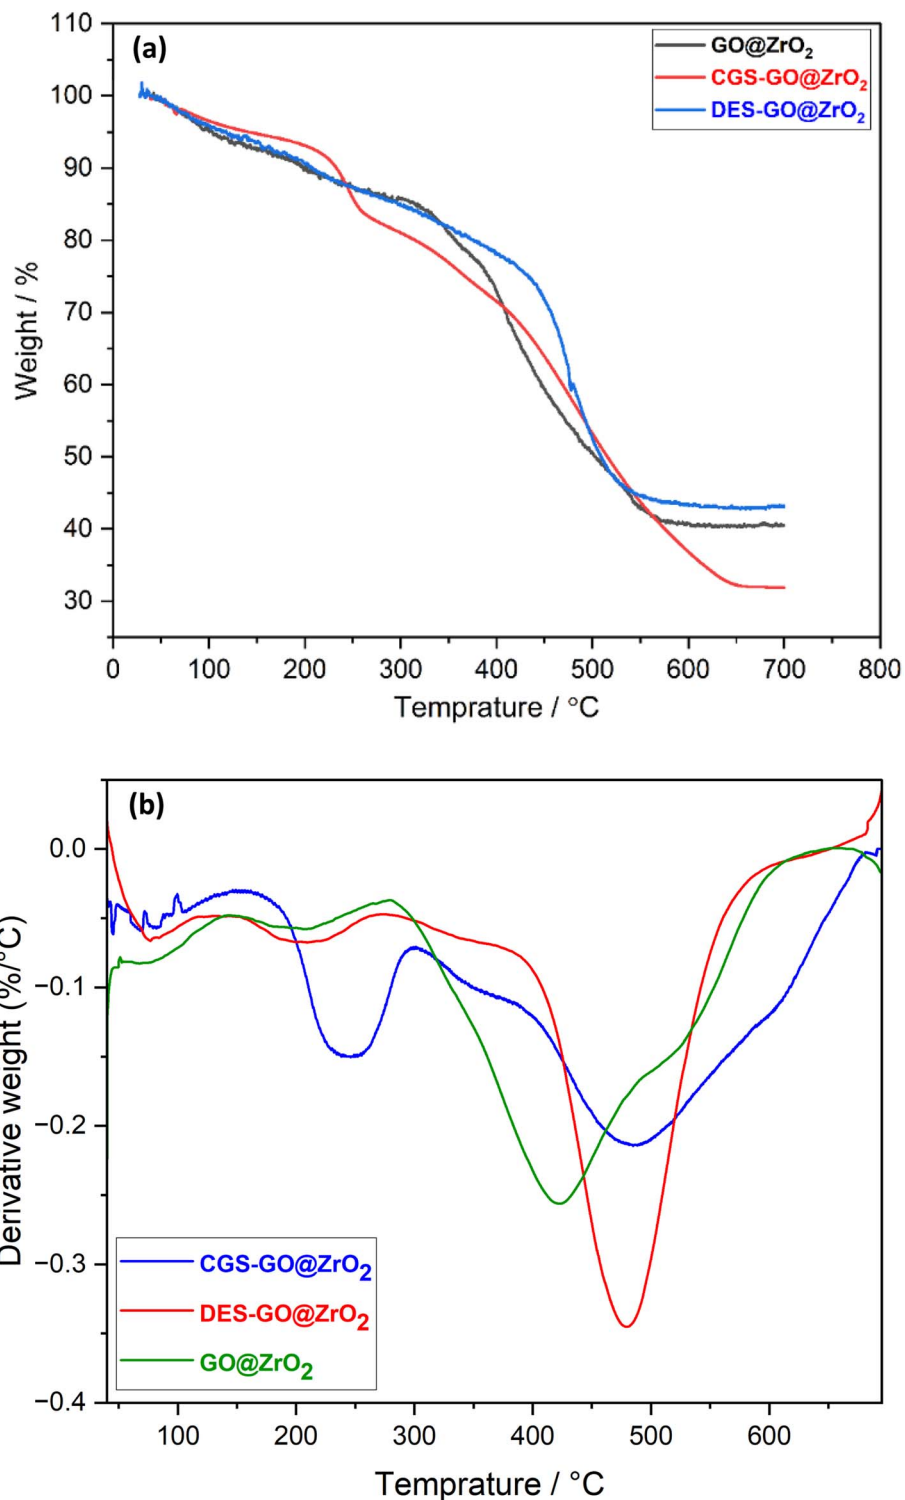 (a)
GO@ZrO2
CGS-GO@ZrO2
DES-GO@ZrO2
110
100
90
80
70
60
50
40
30
Weight / %
0 100 200 300 400 500 600 700 800
Temprature / °C
(b)
0.0
−0.1
−0.2
−0.3
−0.4
Derivative weight (%/°C)
CGS-GO@ZrO2
DES-GO@ZrO2
GO@ZrO2
100 200 300 400 500 600
Temprature / °C